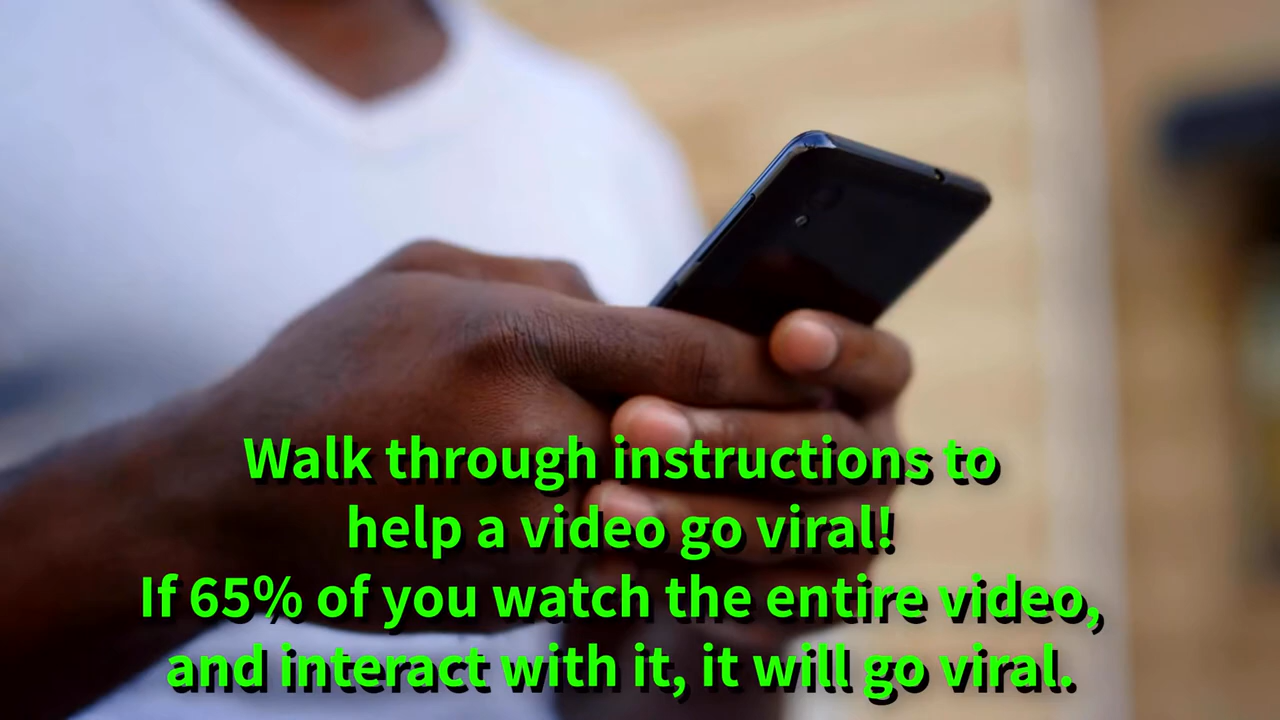 Walk through instructions to
help a video go viral!
If 65% of you watch the entire video,
and interact with it, it will go viral.